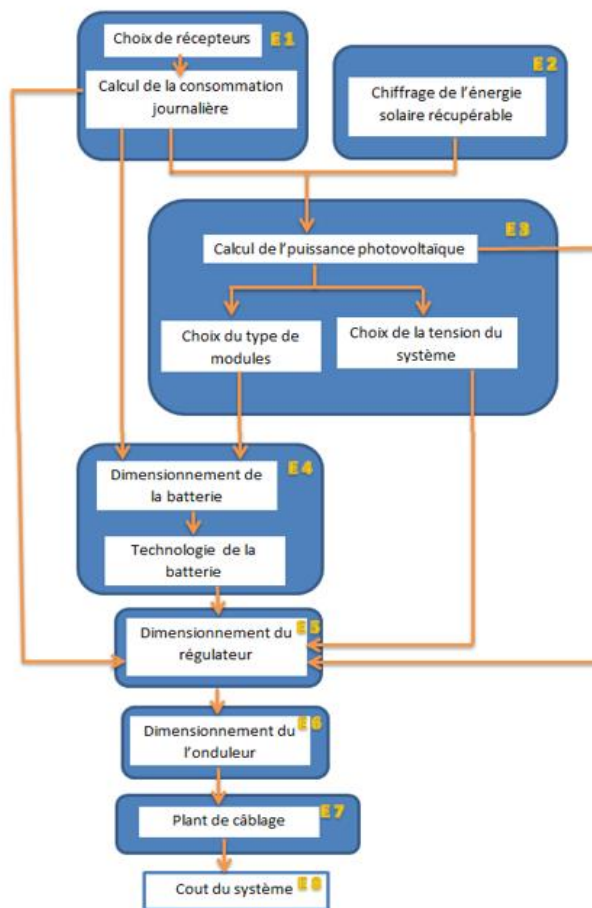 Choix de récepteurs
E1
Calcul de la consommation
journalière
E2
Chiffrage de l'énergie
solaire récupérable
E3
Calcul de l'puissance photovoltaïque
Choix du type de
modules
Choix de la tension du
système
E4
Dimensionnement de
la batterie
Technologie de la
batterie
E5
Dimensionnement du
régulateur
E6
Dimensionnement du
l'onduleur
E7
Plant de câblage
Cout du système
E8